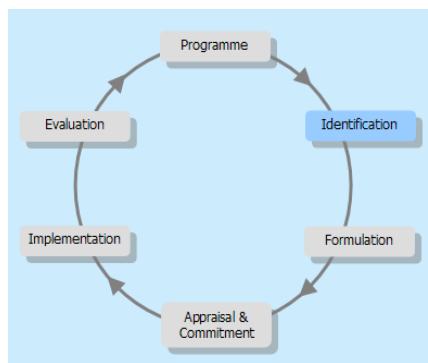 Programme
Identification
Formulation
Appraisal &
Commitment
Implementation
Evaluation